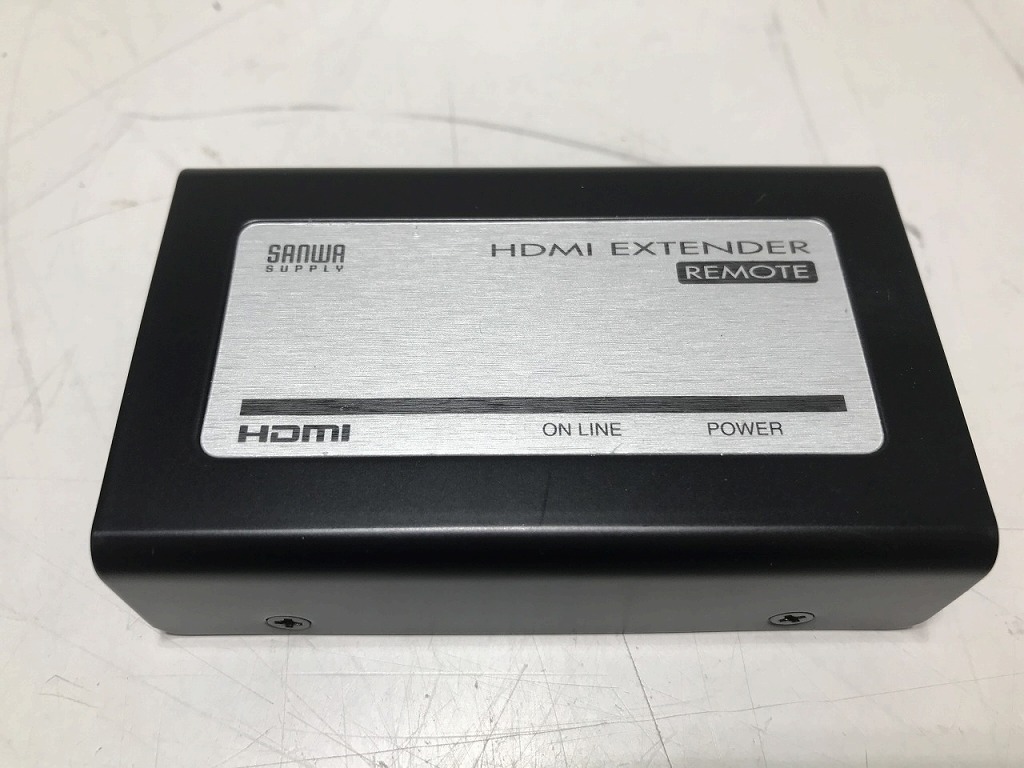 SANWA
SUPPLY
HDMI EXTENDER
REMOTE
HDMI
ON LINE POWER